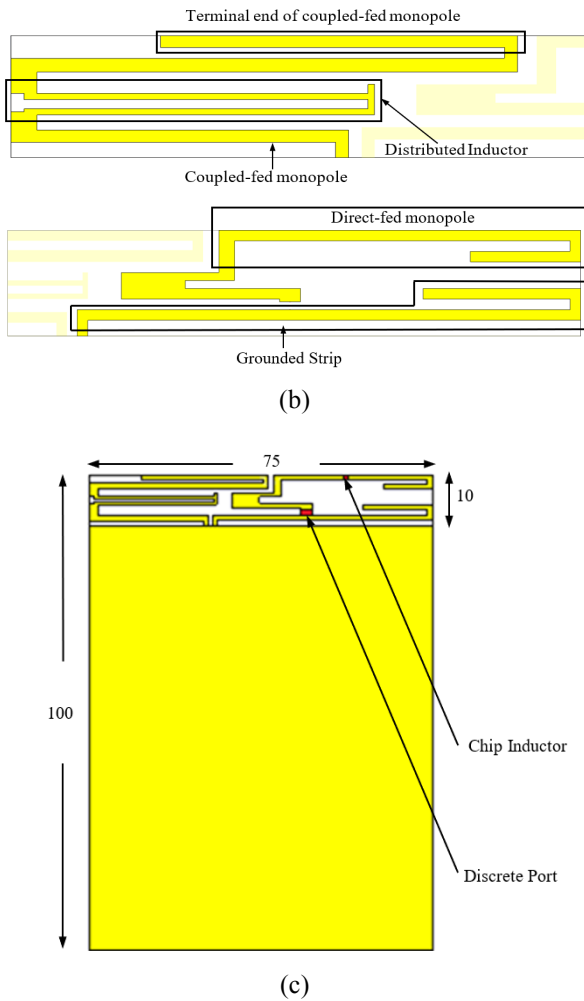 Terminal end of coupled-fed monopole
Distributed Inductor
Coupled-fed monopole
Direct-fed monopole
Grounded Strip
(b)
75
10
100
Chip Inductor
Discrete Port
(c)